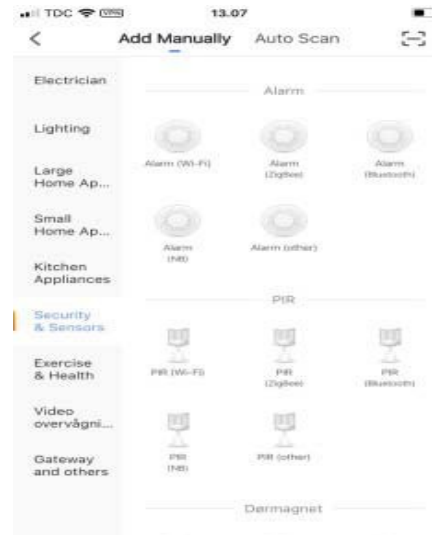 TDC VPN 13.07
Add Manually Auto Scan
Electrician
Lighting
Large
Home Ap...
Small
Home Ap...
Kitchen
Appliances
Security
& Sensors
Exercise
& Health
Video
overvågni...
Gateway
and others
Alarm
Alarm (Wi-Fi)
Alarm
(ZigBee)
Alarm
(Bluetooth)
Alarm
(NB)
Alarm (other)
PIR
PIR (Wi-Fi)
PIR
(ZigBee)
PIR
(Bluetooth)
PIR
(NB)
PIR (other)
Dørmagnet